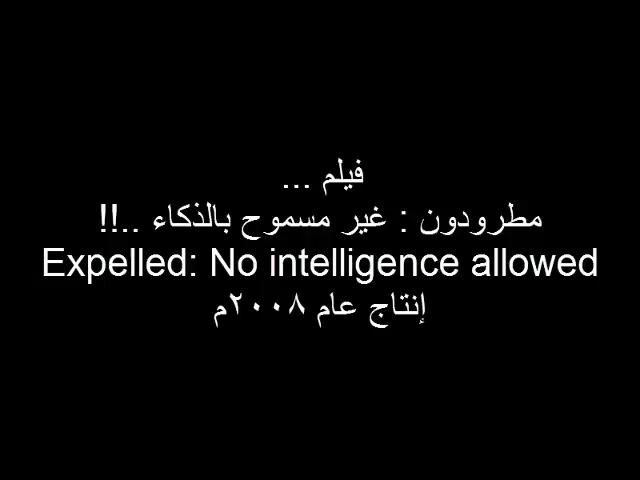 فيلم ...
مطرودون : غير مسموح بالذكاء ..!!
Expelled: No intelligence allowed
إنتاج عام ٢٠٠٨م